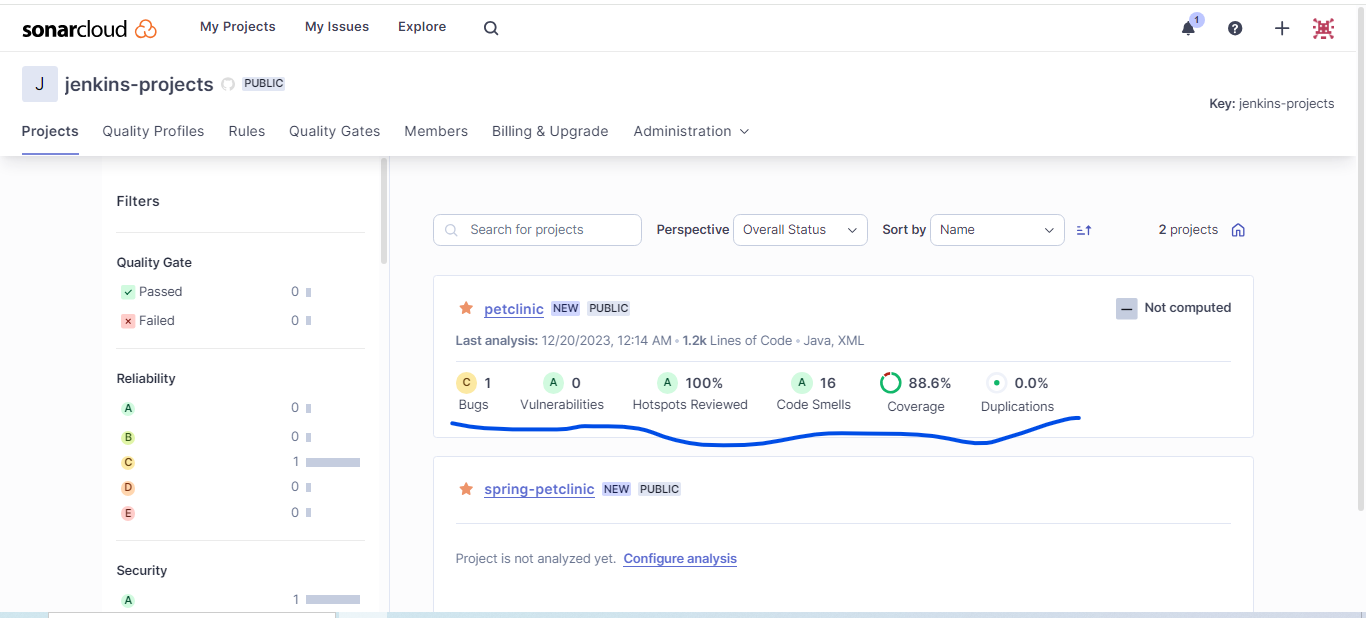 sonarcloud My Projects My Issues Explore 1
J jenkins-projects PUBLIC
Key: jenkins-projects
Projects Quality Profiles Rules Quality Gates Members Billing & Upgrade Administration
Filters
Quality Gate
Passed 0
Failed 0
Reliability
A 0
B 0
C 1
D 0
E 0
Security
A 1
Search for projects Perspective Overall Status Sort by Name 2 projects
petclinic NEW PUBLIC Not computed
Last analysis: 12/20/2023, 12:14 AM • 1.2k Lines of Code • Java, XML
C 1 A 0 A 100% A 16 88.6% 0.0%
Bugs Vulnerabilities Hotspots Reviewed Code Smells Coverage Duplications
spring-petclinic NEW PUBLIC
Project is not analyzed yet. Configure analysis